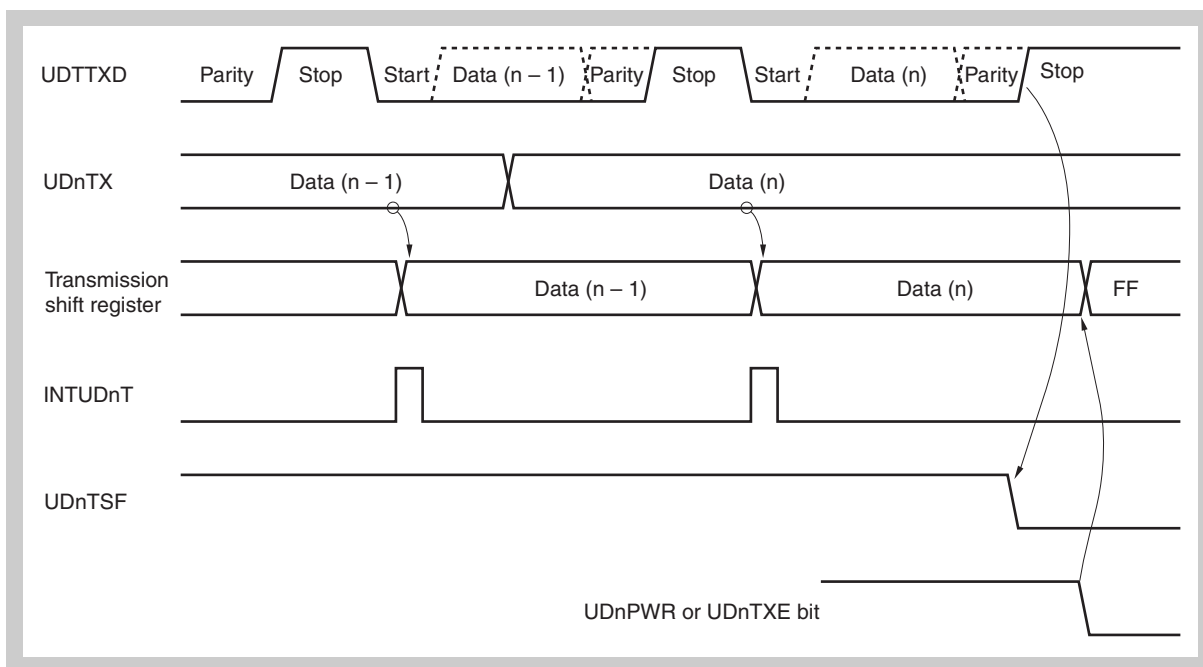 UDTTXD Parity Stop Start Data (n – 1) Parity Stop Start Data (n) Parity Stop
UDnTX Data (n – 1) Data (n)
Transmission
shift register Data (n – 1) Data (n) FF
INTUDnT
UDnTSF
UDnPWR or UDnTXE bit